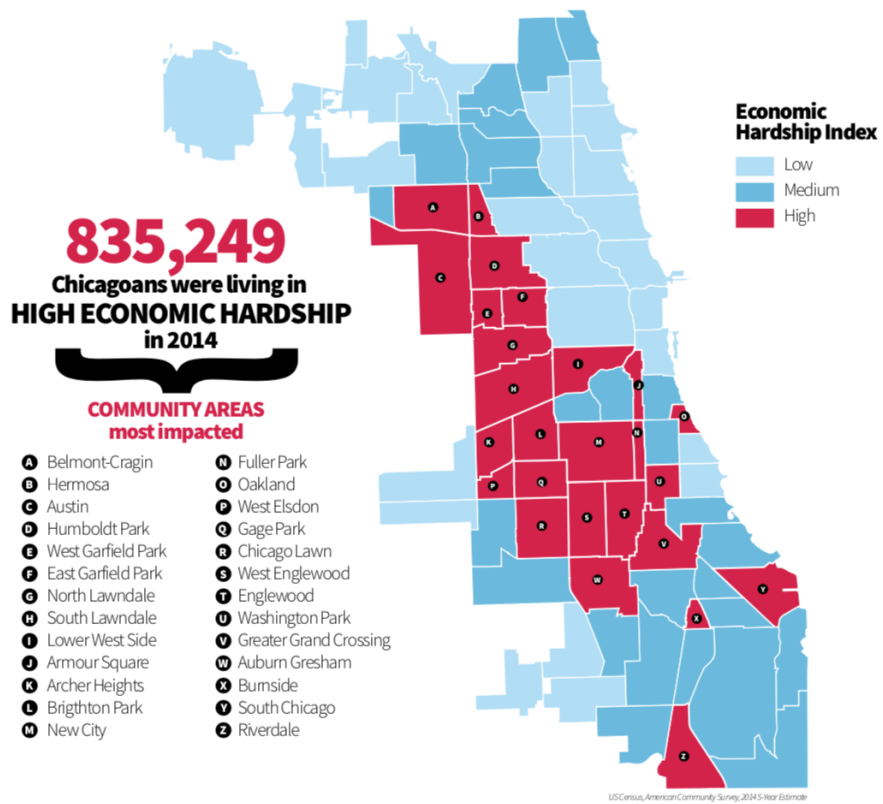 Economic
Hardship Index
Low
Medium
High
835,249
Chicagoans were living in
HIGH ECONOMIC HARDSHIP
in 2014
COMMUNITY AREAS
most impacted
A Belmont-Cragin
B Hermosa
C Austin
D Humboldt Park
E West Garfield Park
F East Garfield Park
G North Lawndale
H South Lawndale
I Lower West Side
J Armour Square
K Archer Heights
L Brighton Park
M New City
N Fuller Park
O Oakland
P West Elsdon
Q Gage Park
R Chicago Lawn
S West Englewood
T Englewood
U Washington Park
V Greater Grand Crossing
W Auburn Gresham
X Burnside
Y South Chicago
Z Riverdale
A
B
C
D
E
F
G
H
I
J
K
L
M
N
O
P
Q
R
S
T
U
V
W
X
Y
Z
US Census, American Community Survey, 2014 5-Year Estimate